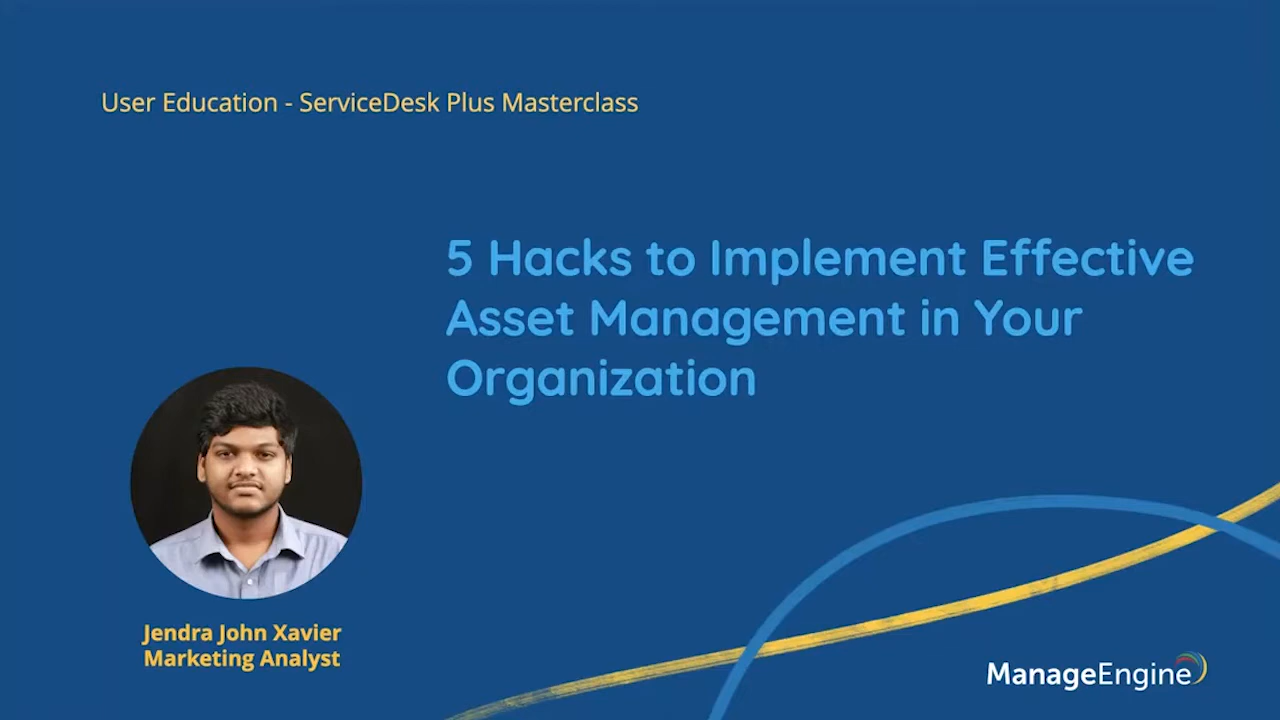 User Education - ServiceDesk Plus Masterclass
5 Hacks to Implement Effective
Asset Management in Your
Organization
Jendra John Xavier
Marketing Analyst
ManageEngine